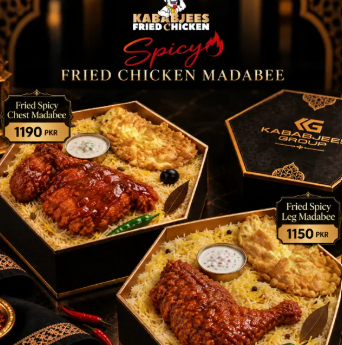 KABABJEES
FRIED CHICKEN
Spicy
FRIED CHICKEN MADABEE
Fried Spicy
Chest Madabee
1190 PKR
KG
KABABJEES
GROUP
Fried Spicy
Leg Madabee
1150 PKR